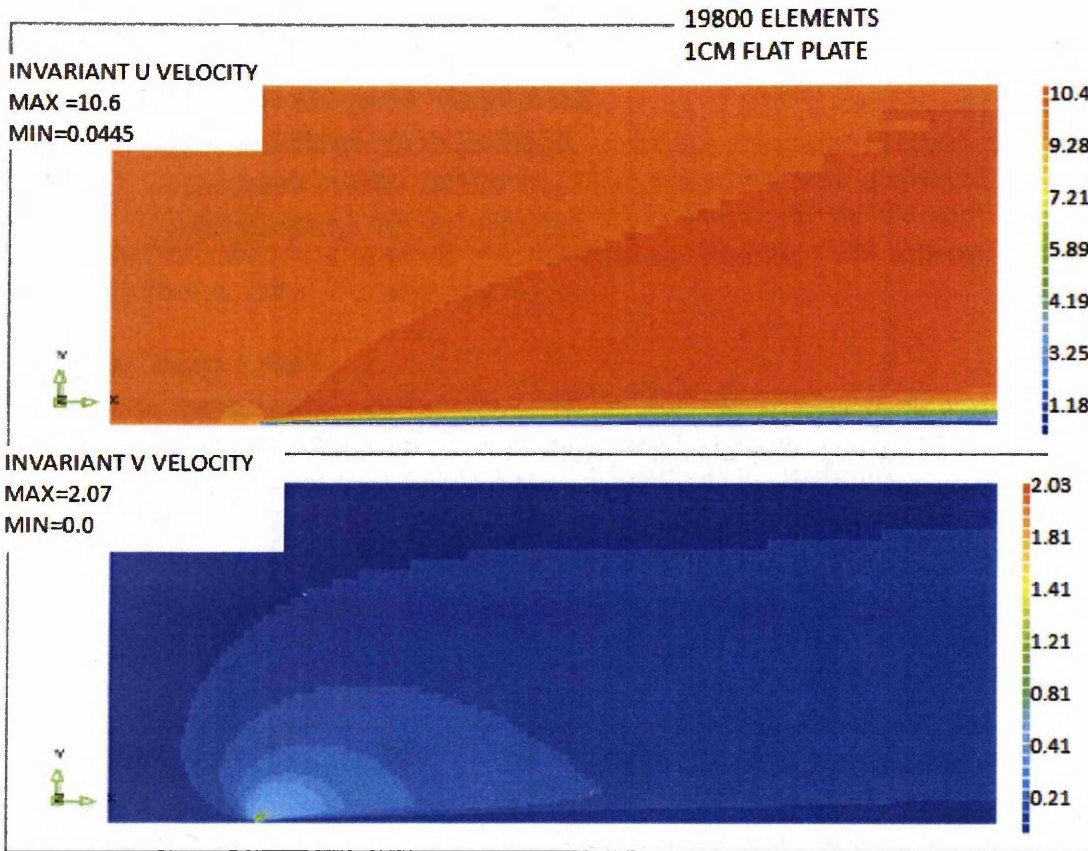 19800 ELEMENTS
1CM FLAT PLATE
INVARIANT U VELOCITY
MAX =10.6
MIN=0.0445
10.4
9.28
7.21
5.89
4.19
3.25
1.18
Y
X
INVARIANT V VELOCITY
MAX=2.07
MIN=0.0
2.03
1.81
1.41
1.21
0.81
0.41
0.21
Y